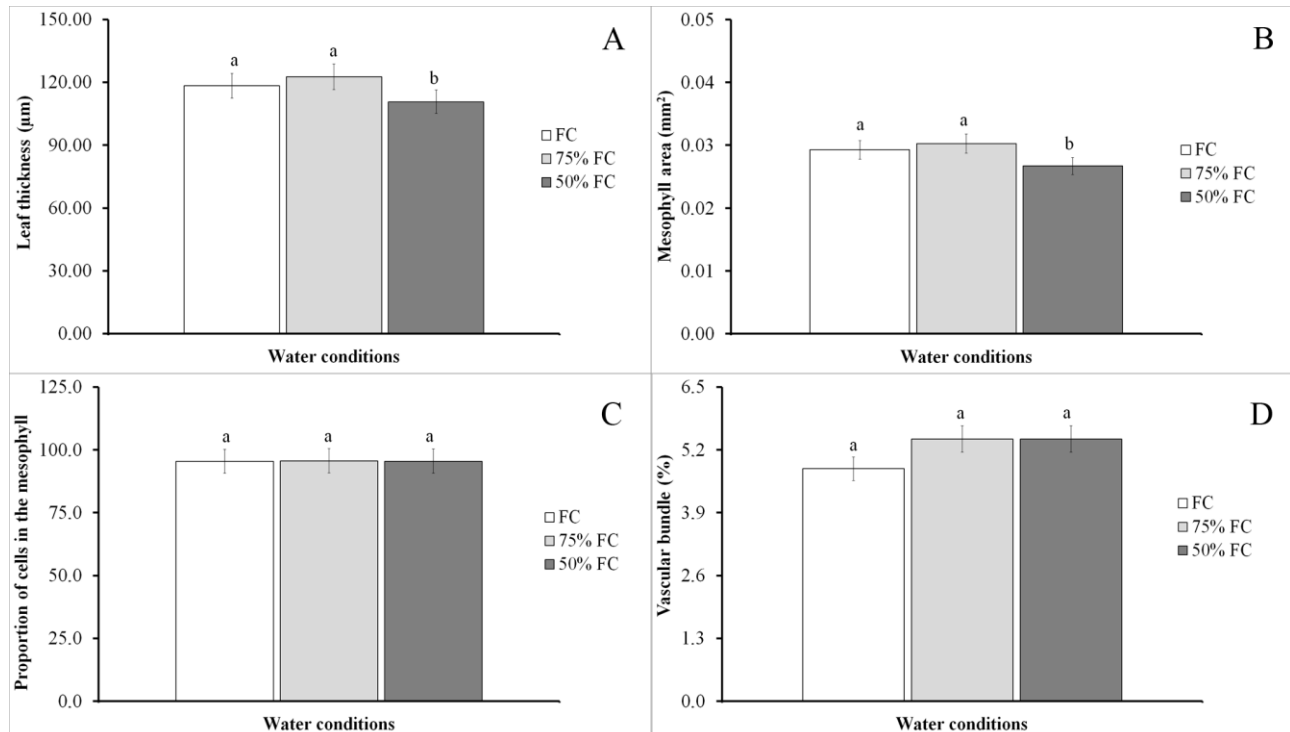 A
Leaf thickness (µm)
150.00
120.00
90.00
60.00
30.00
0.00
a
a
b
FC
75% FC
50% FC
Water conditions
B
Mesophyll area (mm²)
0.05
0.04
0.03
0.02
0.01
0.00
a
a
b
FC
75% FC
50% FC
Water conditions
C
Proportion of cells in the mesophyll
125.0
100.0
75.0
50.0
25.0
0.0
a
a
a
FC
75% FC
50% FC
Water conditions
D
Vascular bundle (%)
6.5
5.2
3.9
2.6
1.3
0.0
a
a
a
FC
75% FC
50% FC
Water conditions